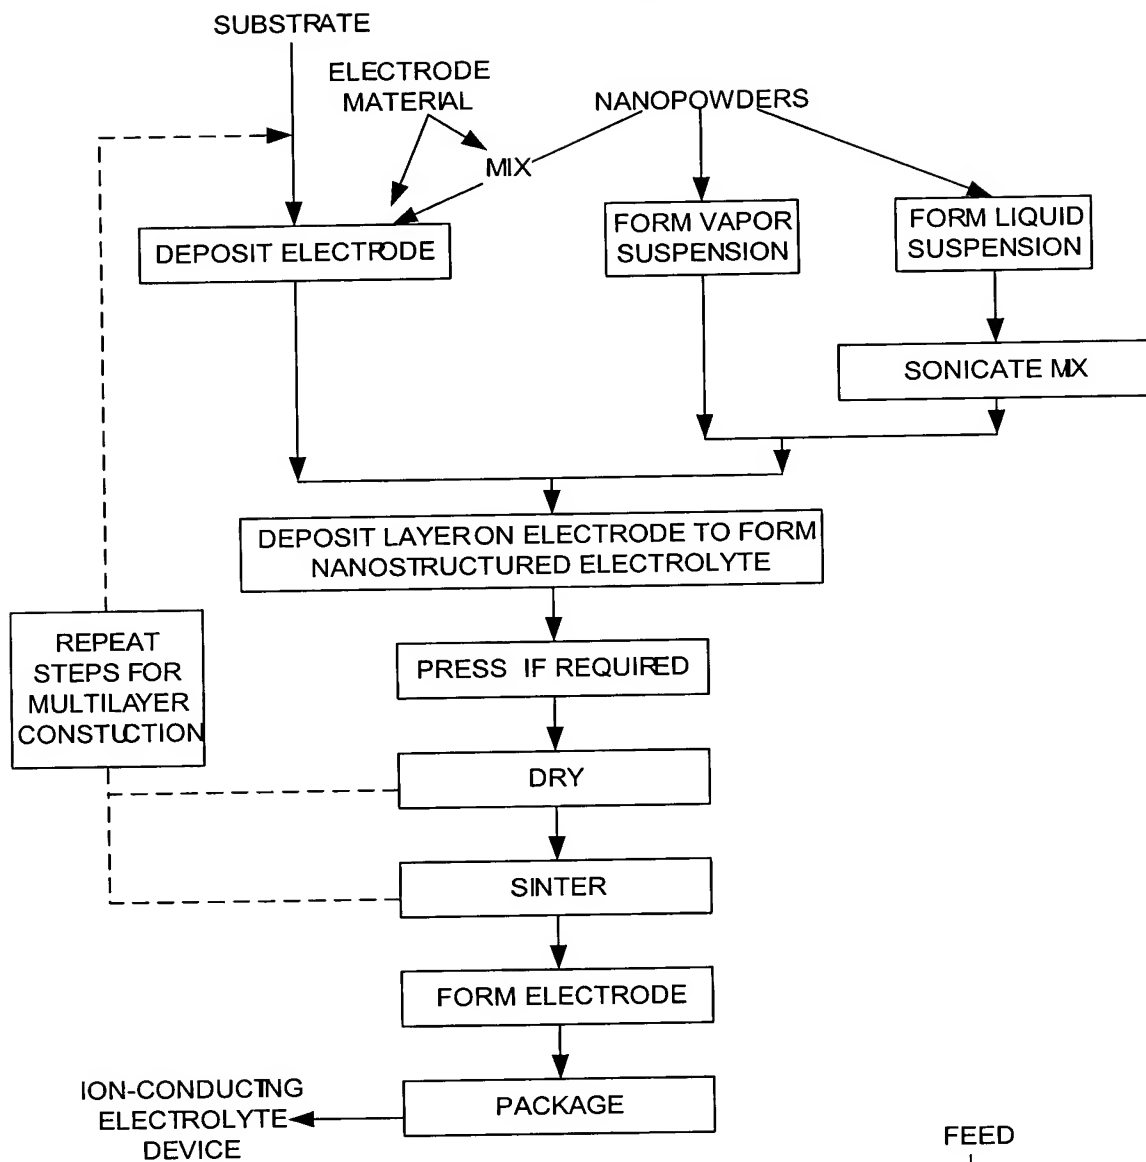 SUBSTRATE
ELECTRODE
MATERIAL
NANOPOWDERS
MIX
DEPOSIT ELECTRODE
FORM VAPOR
SUSPENSION
FORM LIQUID
SUSPENSION
SONICATE MIX
DEPOSIT LAYER ON ELECTRODE TO FORM
NANOSTRUCTURED ELECTROLYTE
REPEAT
STEPS FOR
MULTILAYER
CONSTUCTION
PRESS IF REQUIRED
DRY
SINTER
FORM ELECTRODE
PACKAGE
ION-CONDUCTING
ELECTROLYTE
DEVICE
FEED